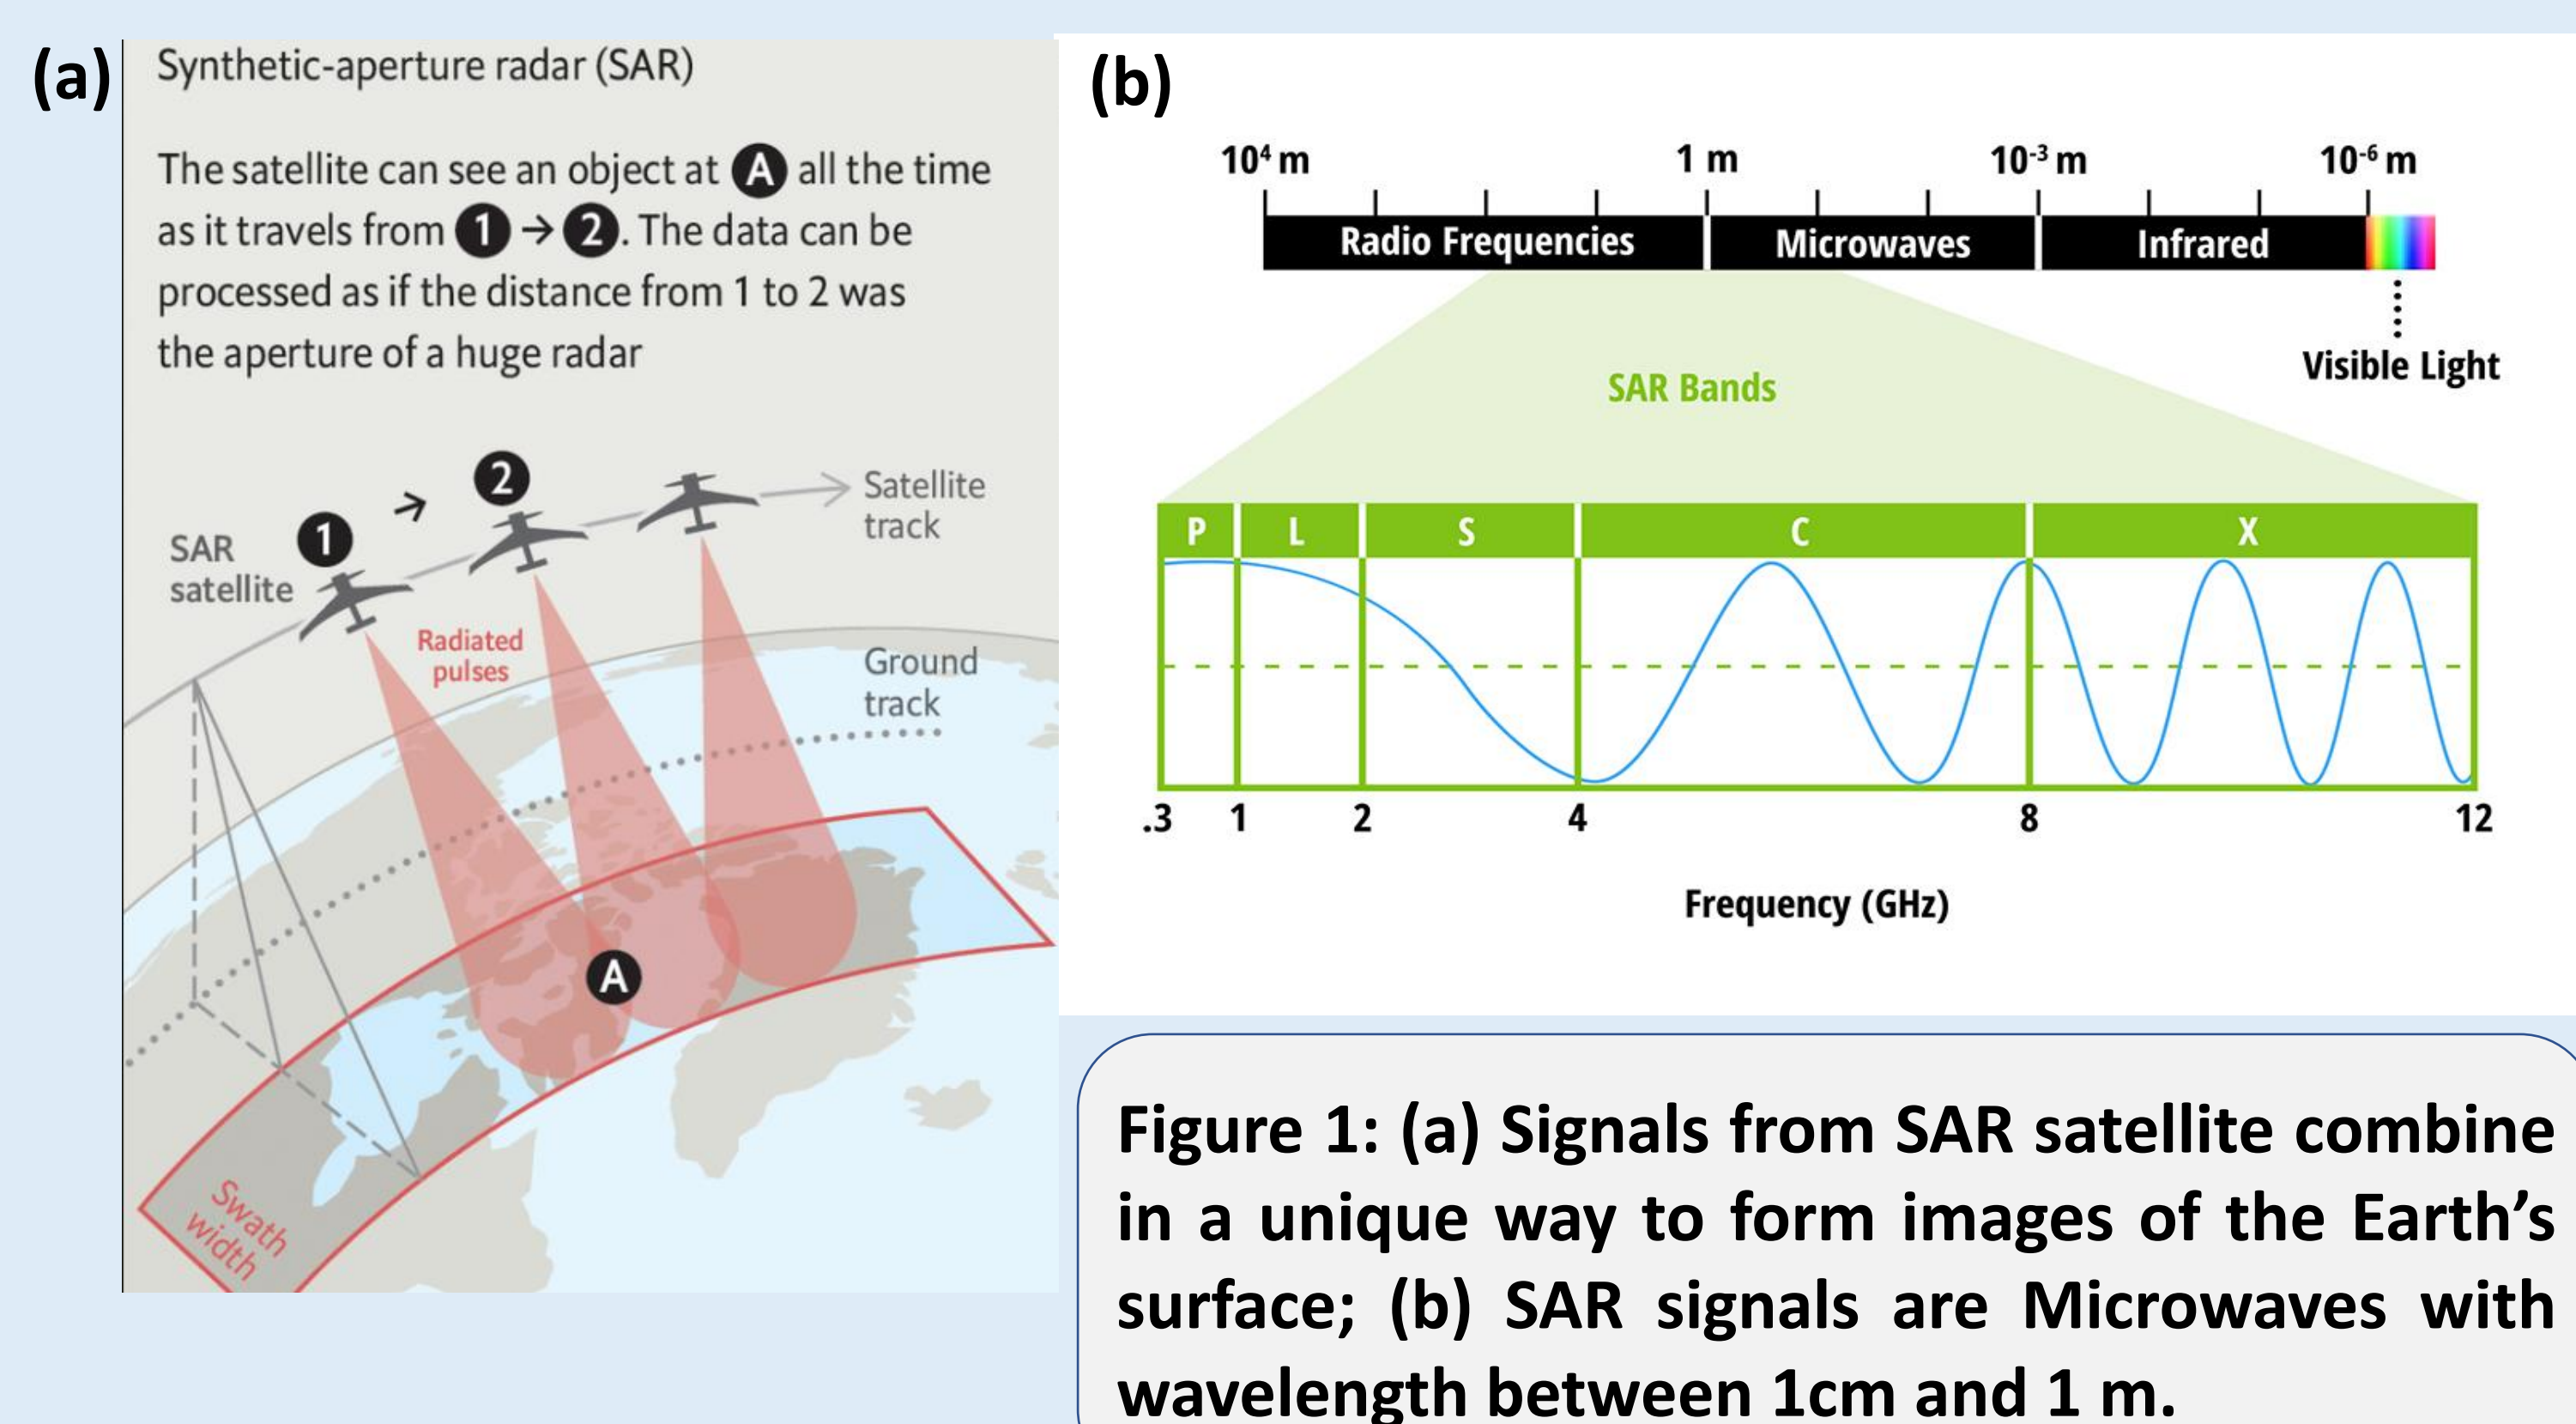 (a)
Synthetic-aperture radar (SAR)
The satellite can see an object at A all the time
as it travels from 1 → 2. The data can be
processed as if the distance from 1 to 2 was
the aperture of a huge radar
SAR
satellite
1
→
2
Satellite
track
Radiated
pulses
Ground
track
A
Swath
width
(b)
10⁴ m 1 m 10⁻³ m 10⁻⁶ m
Radio Frequencies Microwaves Infrared
Visible Light
SAR Bands
P L S C X
.3 1 2 4 8 12
Frequency (GHz)
Figure 1: (a) Signals from SAR satellite combine
in a unique way to form images of the Earth’s
surface; (b) SAR signals are Microwaves with
wavelength between 1cm and 1 m.